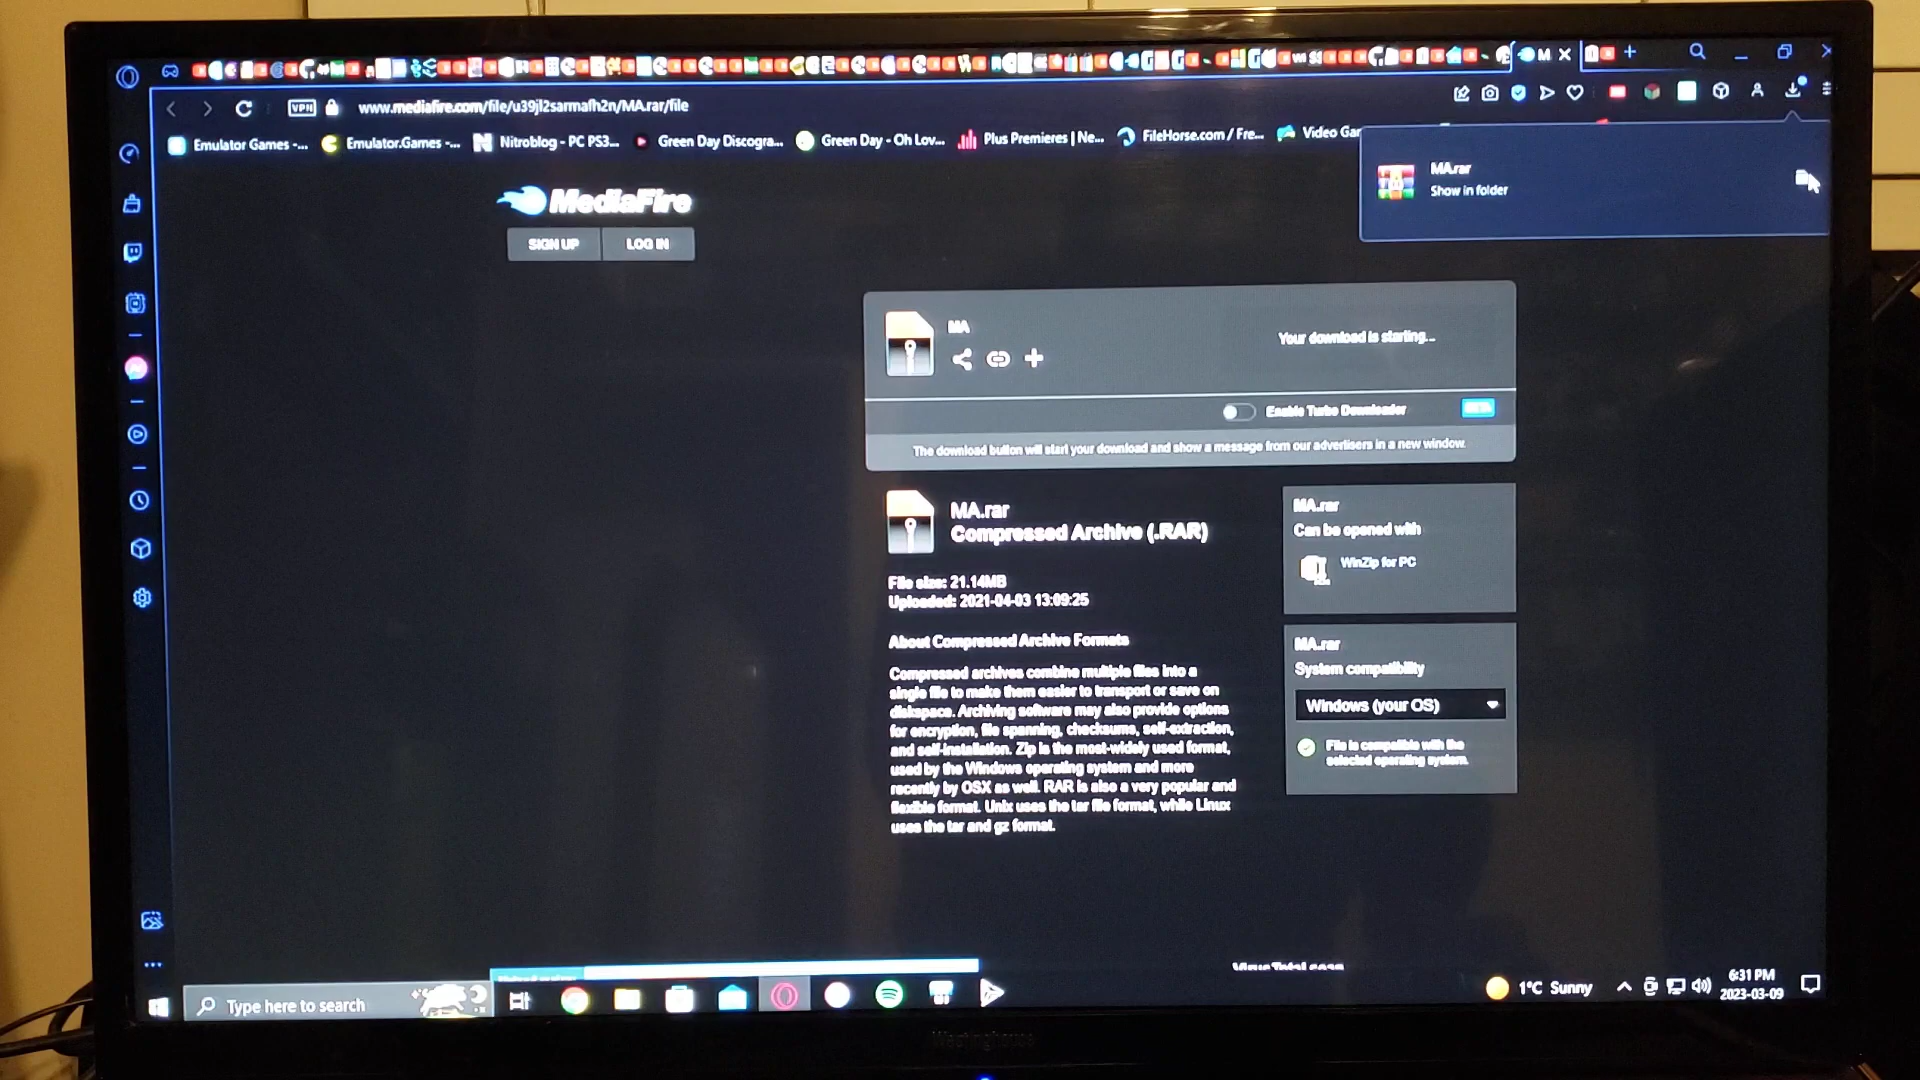 M
VPN
www.mediafire.com/file/u39jl2sarmafh2n/MA.rar/file
Emulator Games -...
Emulator.Games -...
Nitroblog - PC PS3...
Green Day Discogra...
Green Day - Oh Lov...
Plus Premieres | Ne...
FileHorse.com / Fre...
Video Gar
MA.rar
Show in folder
MediaFire
SIGN UP
LOG IN
MA
Your download is starting...
Enable Turbo Downloader
BETA
The download button will start your download and show a message from our advertisers in a new window.
MA.rar
Compressed Archive (.RAR)
File size: 21.14MB
Uploaded: 2021-04-03 13:09:25
About Compressed Archive Formats
Compressed archives combine multiple files into a
single file to make them easier to transport or save on
diskspace. Archiving software may also provide options
for encryption, file spanning, checksums, self-extraction,
and self-installation. Zip is the most-widely used format,
used by the Windows operating system and more
recently by OSX as well. RAR is also a very popular and
flexible format. Unix uses the tar file format, while Linux
uses the tar and gz format.
MA.rar
Can be opened with
WinZip for PC
MA.rar
System compatibility
Windows (your OS)
File is compatible with the
selected operating system.
Virus Total scan
Type here to search
1°C Sunny
6:31 PM
2023-03-09
Westinghouse